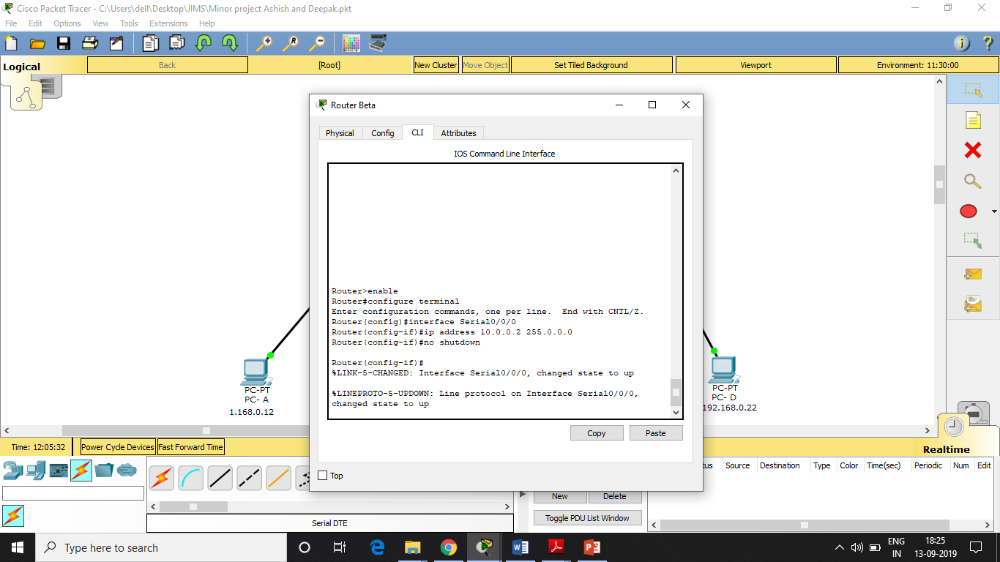 Cisco Packet Tracer - C:\Users\dell\Desktop\JIMS\Minor project Ashish and Deepak.pkt
File Edit Options View Tools Extensions Help
Logical Back [Root] New Cluster Move Object Set Tiled Background Viewport Environment: 11:30:00
Router Beta
Physical Config CLI Attributes
IOS Command Line Interface
Router>enable
Router#configure terminal
Enter configuration commands, one per line.  End with CNTL/Z.
Router(config)#interface Serial0/0/0
Router(config-if)#ip address 10.0.0.2 255.0.0.0
Router(config-if)#no shutdown
Router(config-if)#
%LINK-5-CHANGED: Interface Serial0/0/0, changed state to up
%LINEPROTO-5-UPDOWN: Line protocol on Interface Serial0/0/0,
changed state to up
Copy Paste
Top
PC-PT
PC- A
1.168.0.12
PC-PT
PC- D
192.168.0.22
Time: 12:05:32 Power Cycle Devices Fast Forward Time Realtime
tus Source Destination Type Color Time(sec) Periodic Num Edit
New Delete
Toggle PDU List Window
Serial DTE
Type here to search
ENG
IN
18:25
13-09-2019